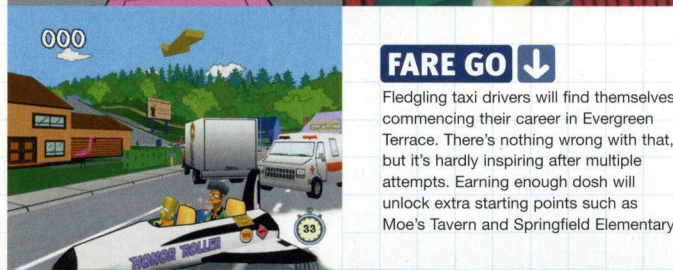 000
FARE GO
Fledgling taxi drivers will find themselves
commencing their career in Evergreen
Terrace. There's nothing wrong with that,
but it's hardly inspiring after multiple
attempts. Earning enough dosh will
unlock extra starting points such as
Moe's Tavern and Springfield Elementary
33
HONOR ROLLER